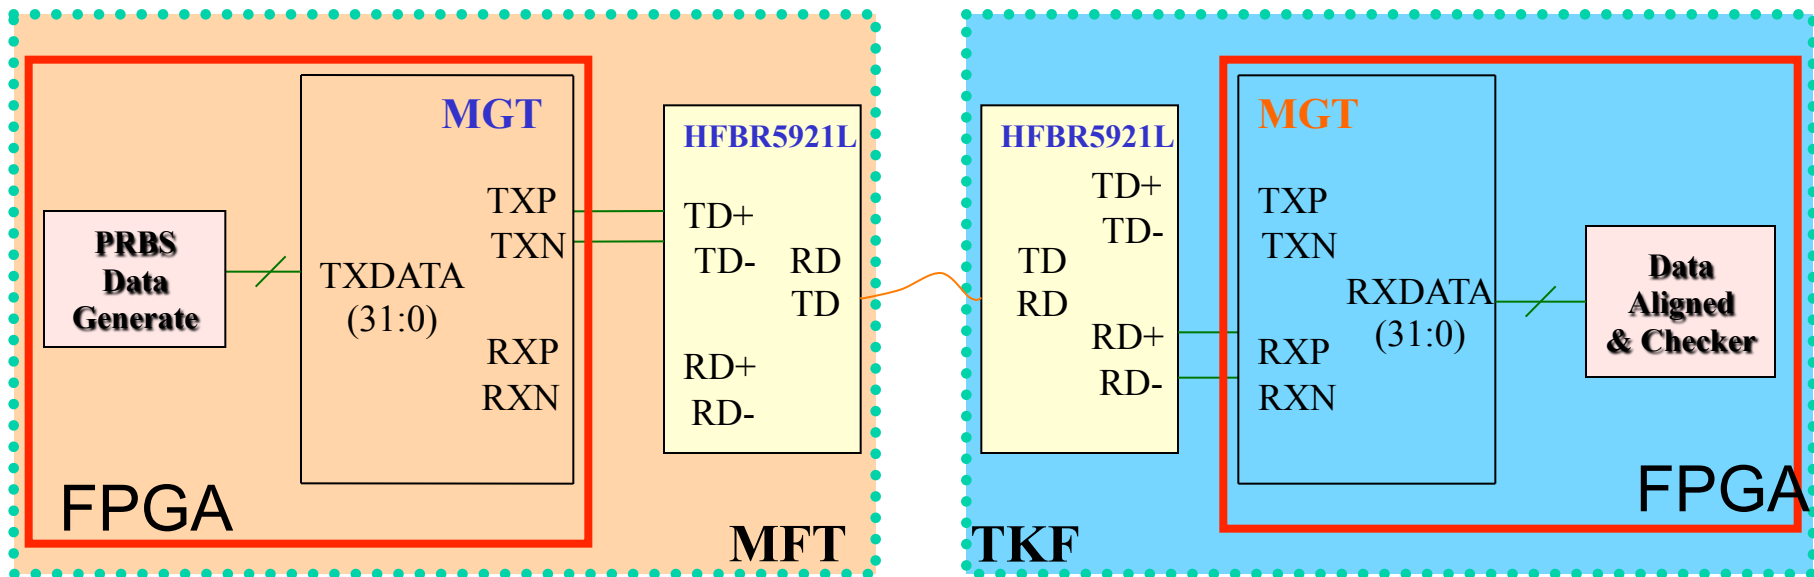 PRBS
Data
Generate
MGT
TXP
TXN
TXDATA
(31:0)
RXP
RXN
FPGA
HFBR5921L
TD+
TD-
RD
TD
RD+
RD-
MFT
HFBR5921L
TD+
TD-
TD
RD
RD+
RD-
TKF
MGT
TXP
TXN
RXDATA
(31:0)
RXP
RXN
Data
Aligned
& Checker
FPGA